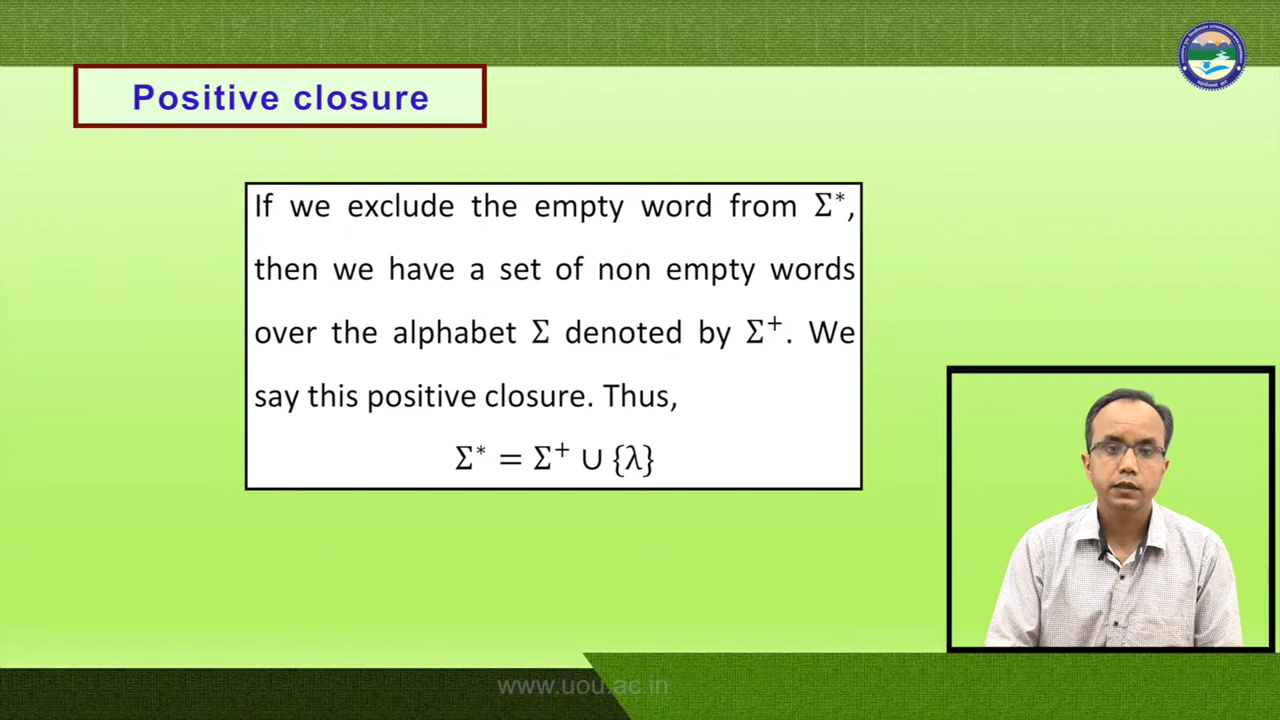 Positive closure
If we exclude the empty word from Σ*,
then we have a set of non empty words
over the alphabet Σ denoted by Σ⁺. We
say this positive closure. Thus,
Σ* = Σ⁺ ∪ {λ}
www.uou.ac.in